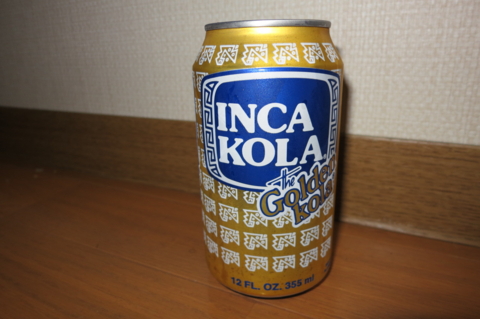 INCA
KOLA
the
Golden
kola
12 FL. OZ. 355 ml